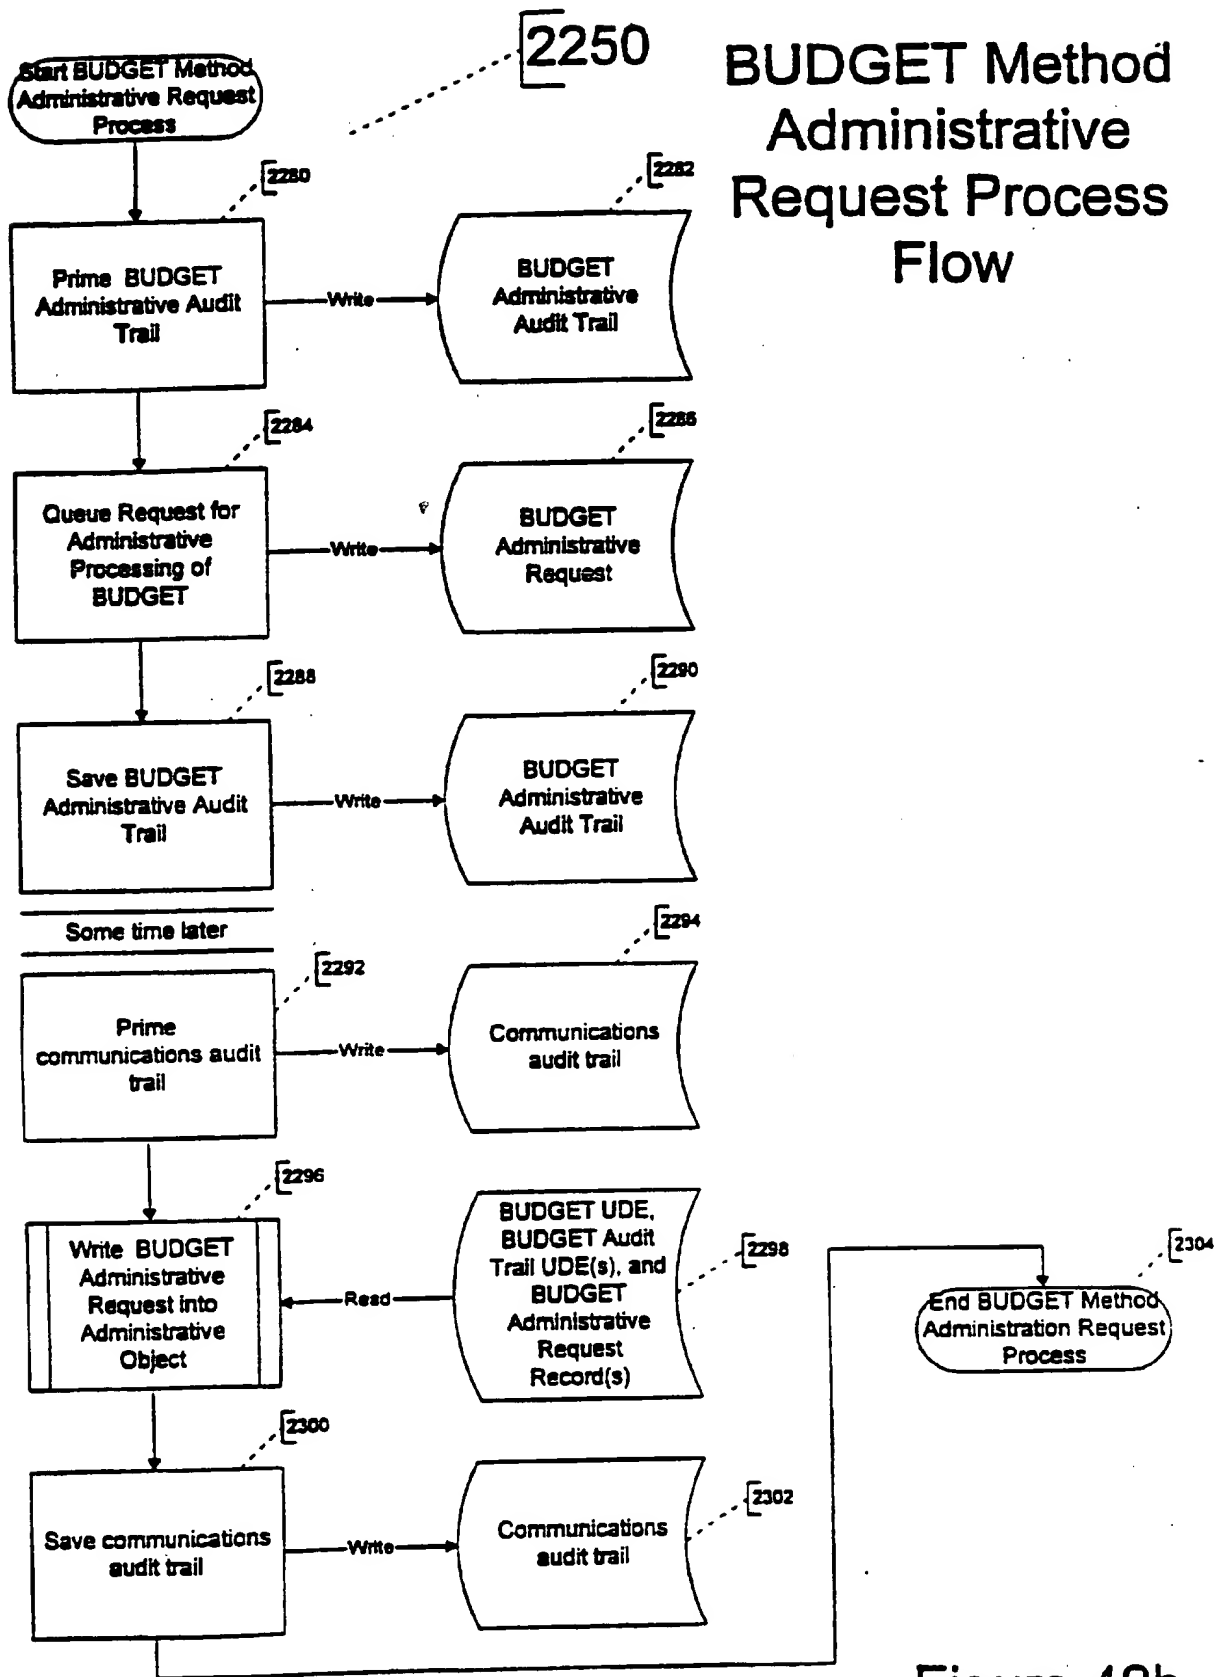 2250
BUDGET Method
Administrative
Request Process
Flow
Start BUDGET Method
Administrative Request
Process
2280
Prime BUDGET
Administrative Audit
Trail
Write
2282
BUDGET
Administrative
Audit Trail
2284
Queue Request for
Administrative
Processing of
BUDGET
Write
2286
BUDGET
Administrative
Request
2288
Save BUDGET
Administrative Audit
Trail
Write
2290
BUDGET
Administrative
Audit Trail
Some time later
2292
Prime
communications audit
trail
Write
2294
Communications
audit trail
2296
Write BUDGET
Administrative
Request into
Administrative
Object
Read
BUDGET UDE,
BUDGET Audit
Trail UDE(s), and
BUDGET
Administrative
Request
Record(s)
2298
2300
Save communications
audit trail
Write
Communications
audit trail
2302
2304
End BUDGET Method
Administration Request
Process